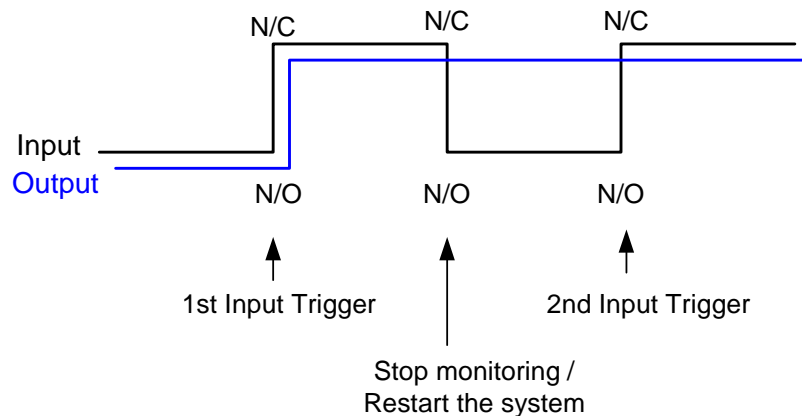 N/C N/C N/C
Input
Output
N/O N/O N/O
1st Input Trigger 2nd Input Trigger
Stop monitoring /
Restart the system